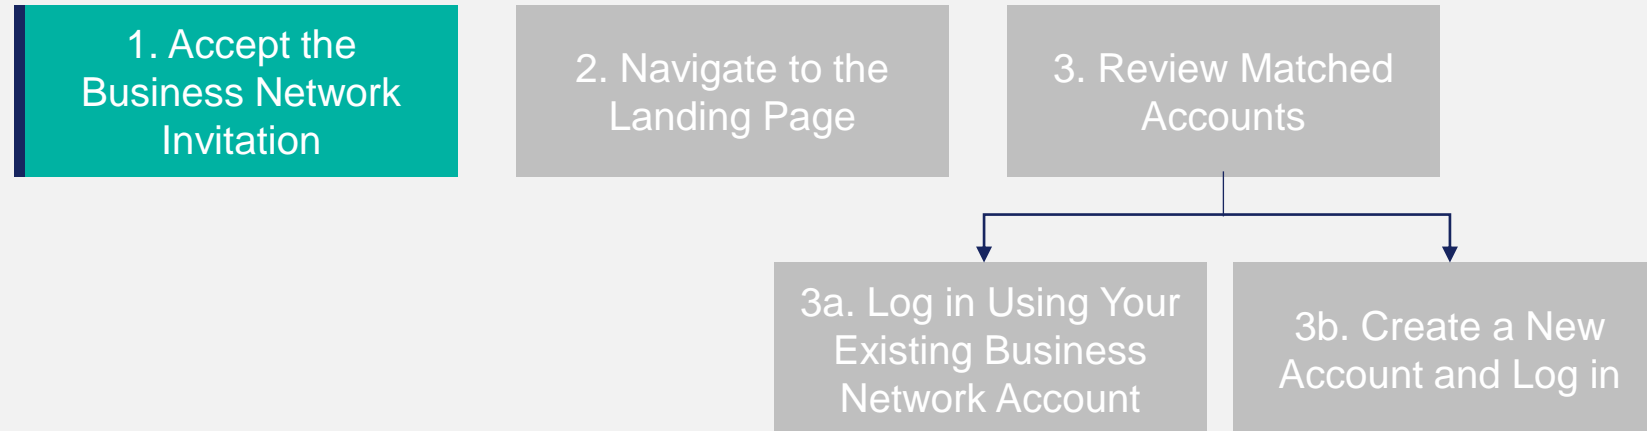 1. Accept the
Business Network
Invitation
2. Navigate to the
Landing Page
3. Review Matched
Accounts
3a. Log in Using Your
Existing Business
Network Account
3b. Create a New
Account and Log in